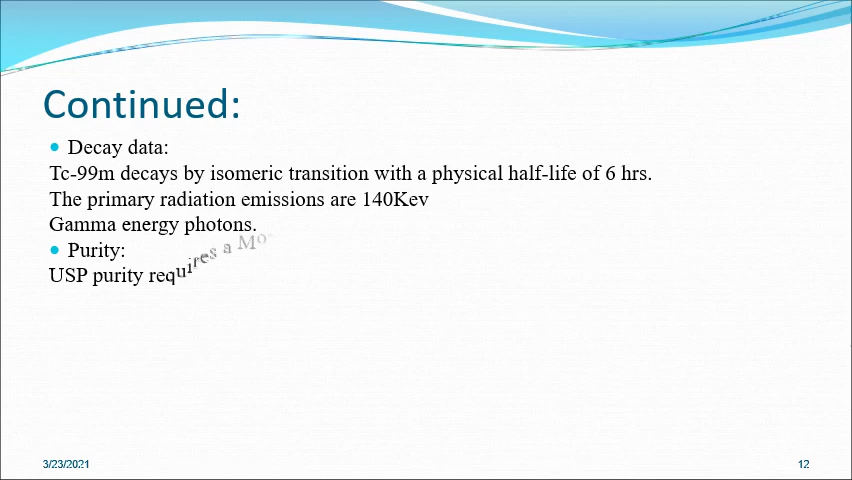 Continued:
Decay data:
Tc-99m decays by isomeric transition with a physical half-life of 6 hrs.
The primary radiation emissions are 140Kev
Gamma energy photons.
Purity:
USP purity requires a Mo
3/23/2021
12